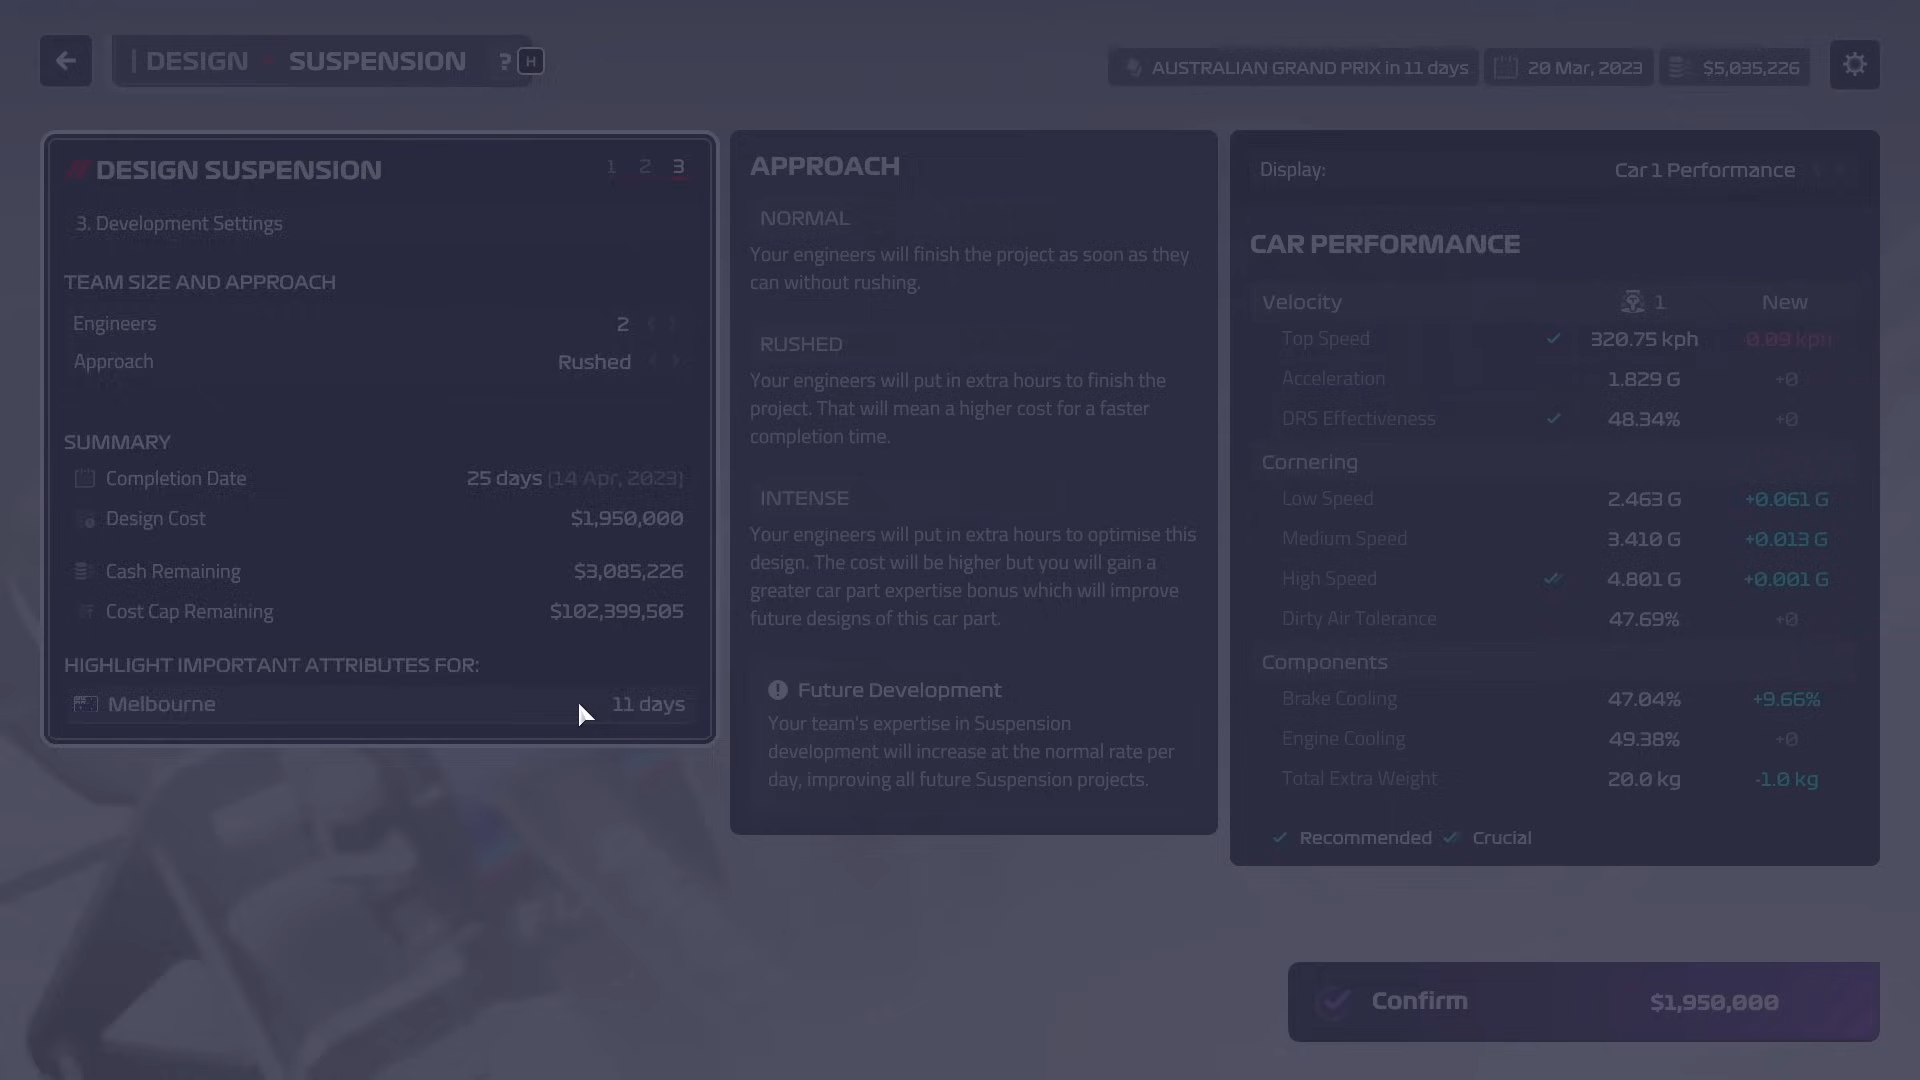 DESIGN SUSPENSION ? H
AUSTRALIAN GRAND PRIX in 11 days
20 Mar, 2023
$5,035,226
DESIGN SUSPENSION 1 2 3
3. Development Settings
TEAM SIZE AND APPROACH
Engineers 2
Approach Rushed
SUMMARY
Completion Date 25 days (14 Apr, 2023)
Design Cost $1,950,000
Cash Remaining $3,085,226
Cost Cap Remaining $102,399,505
HIGHLIGHT IMPORTANT ATTRIBUTES FOR:
Melbourne 11 days
APPROACH
NORMAL
Your engineers will finish the project as soon as they
can without rushing.
RUSHED
Your engineers will put in extra hours to finish the
project. That will mean a higher cost for a faster
completion time.
INTENSE
Your engineers will put in extra hours to optimise this
design. The cost will be higher but you will gain a
greater car part expertise bonus which will improve
future designs of this car part.
Future Development
Your team's expertise in Suspension
development will increase at the normal rate per
day, improving all future Suspension projects.
Display: Car 1 Performance
CAR PERFORMANCE
Velocity 1 New
Top Speed 320.75 kph 0.09 kph
Acceleration 1.829 G +0
DRS Effectiveness 48.34% +0
Cornering
Low Speed 2.463 G +0.061 G
Medium Speed 3.410 G +0.013 G
High Speed 4.801 G +0.001 G
Dirty Air Tolerance 47.69% +0
Components
Brake Cooling 47.04% +9.66%
Engine Cooling 49.38% +0
Total Extra Weight 20.0 kg -1.0 kg
Recommended Crucial
Confirm $1,950,000